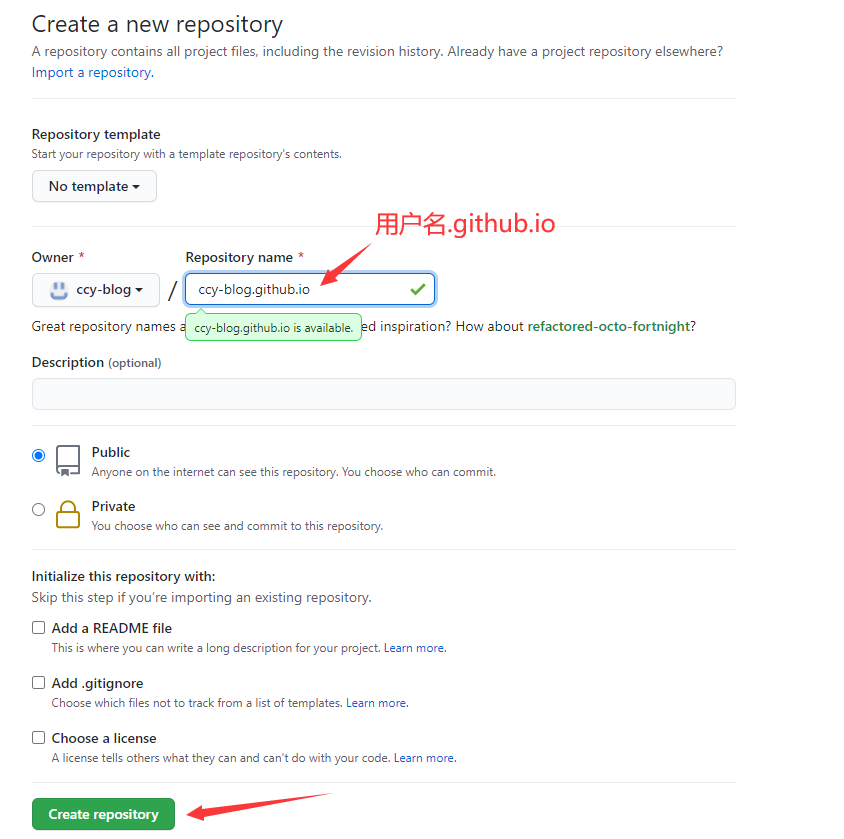 Create a new repository
A repository contains all project files, including the revision history. Already have a project repository elsewhere?
Import a repository.
Repository template
Start your repository with a template repository's contents.
No template
用户名.github.io
Owner * Repository name *
ccy-blog / ccy-blog.github.io
Great repository names a
ccy-blog.github.io is available.
ed inspiration? How about refactored-octo-fortnight?
Description (optional)
Public
Anyone on the internet can see this repository. You choose who can commit.
Private
You choose who can see and commit to this repository.
Initialize this repository with:
Skip this step if you’re importing an existing repository.
Add a README file
This is where you can write a long description for your project. Learn more.
Add .gitignore
Choose which files not to track from a list of templates. Learn more.
Choose a license
A license tells others what they can and can't do with your code. Learn more.
Create repository